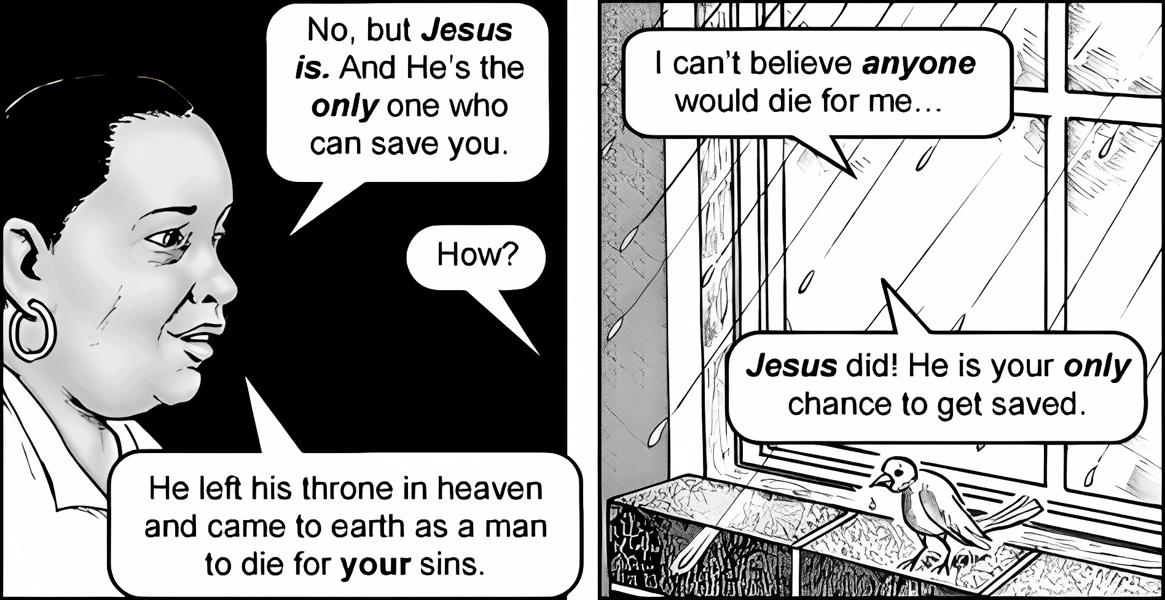 No, but Jesus
is. And He's the
only one who
can save you.
How?
He left his throne in heaven
and came to earth as a man
to die for your sins.
I can't believe anyone
would die for me...
Jesus did! He is your only
chance to get saved.